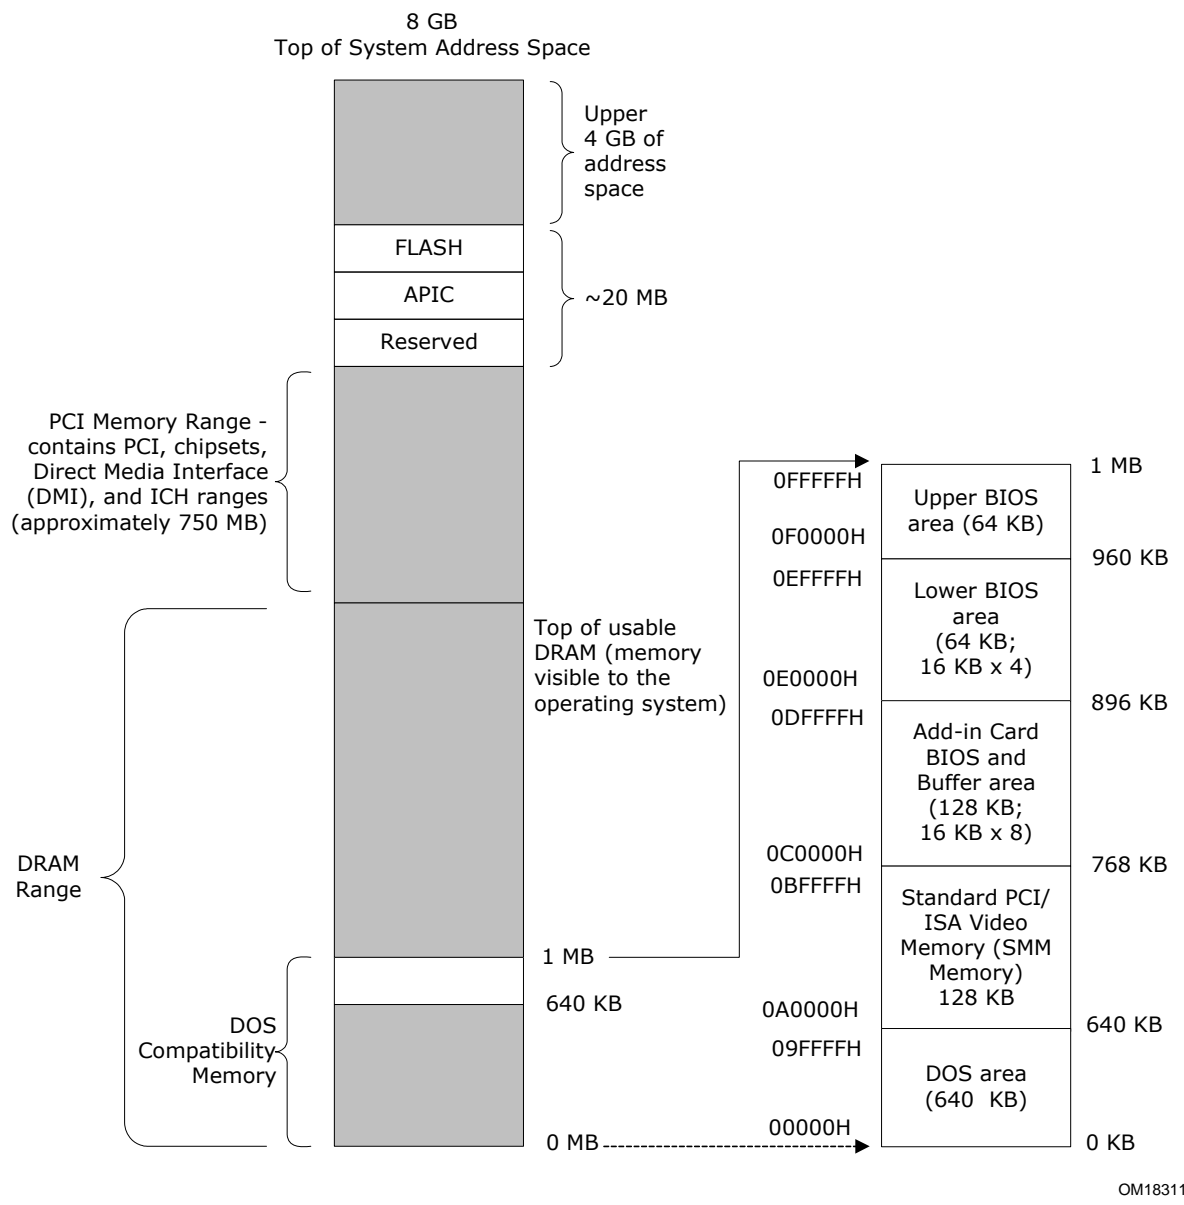 8 GB
Top of System Address Space
Upper
4 GB of
address
space
FLASH
APIC
~20 MB
Reserved
PCI Memory Range -
contains PCI, chipsets,
Direct Media Interface
(DMI), and ICH ranges
(approximately 750 MB)
Top of usable
DRAM (memory
visible to the
operating system)
DRAM
Range
1 MB
640 KB
DOS
Compatibility
Memory
0 MB
0FFFFFH
1 MB
Upper BIOS
area (64 KB)
0F0000H
960 KB
0EFFFFH
Lower BIOS
area
(64 KB;
16 KB x 4)
0E0000H
896 KB
0DFFFFH
Add-in Card
BIOS and
Buffer area
(128 KB;
16 KB x 8)
0C0000H
768 KB
0BFFFFH
Standard PCI/
ISA Video
Memory (SMM
Memory)
128 KB
0A0000H
640 KB
09FFFFH
DOS area
(640 KB)
00000H
0 KB
OM18311